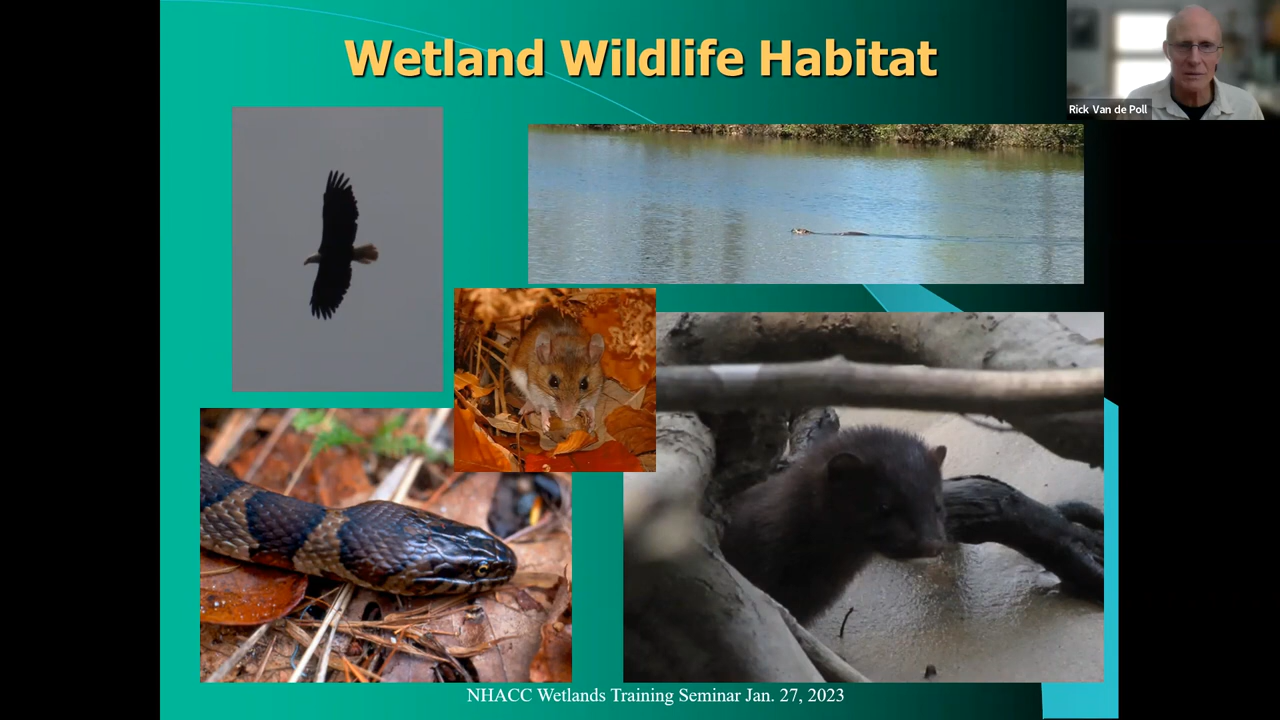 Wetland Wildlife Habitat
Rick Van de Poll
NHACC Wetlands Training Seminar Jan. 27, 2023